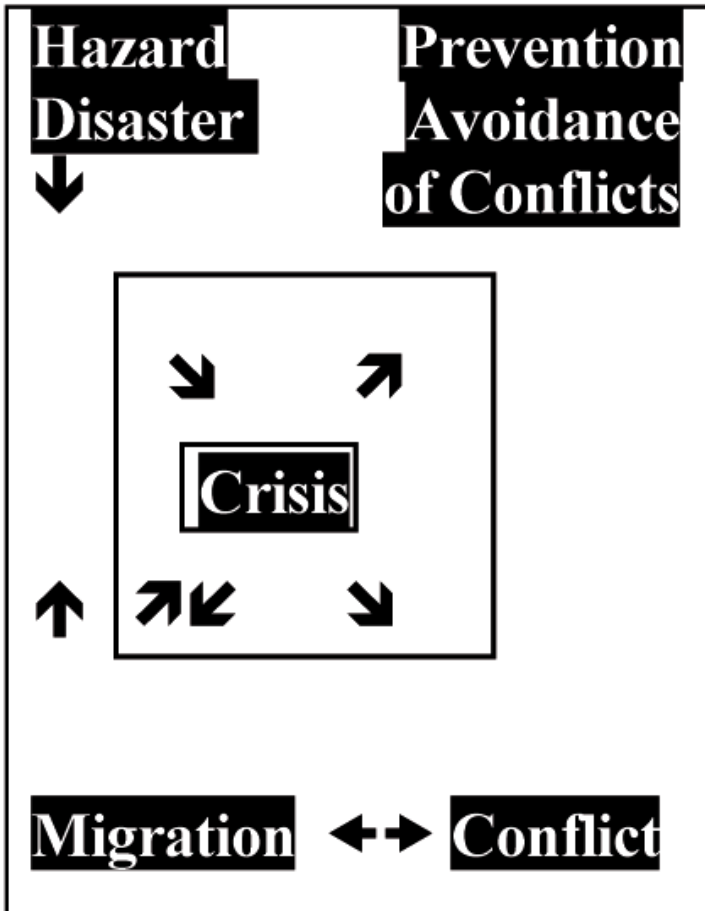 Hazard
Disaster
Prevention
Avoidance
of Conflicts
Crisis
Migration
Conflict